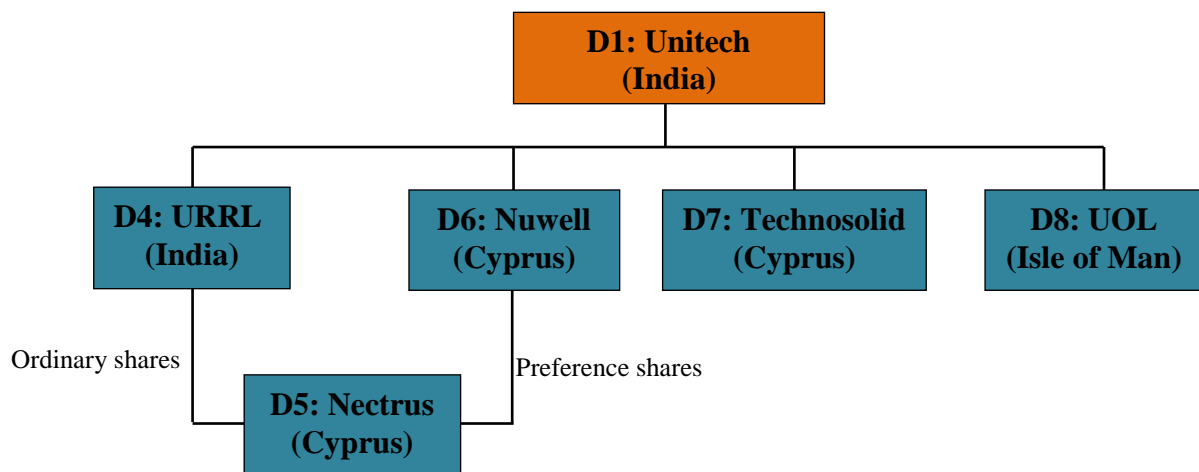 D1: Unitech
(India)
D4: URRL
(India)
D6: Nuwell
(Cyprus)
D7: Technosolid
(Cyprus)
D8: UOL
(Isle of Man)
Ordinary shares
Preference shares
D5: Nectrus
(Cyprus)